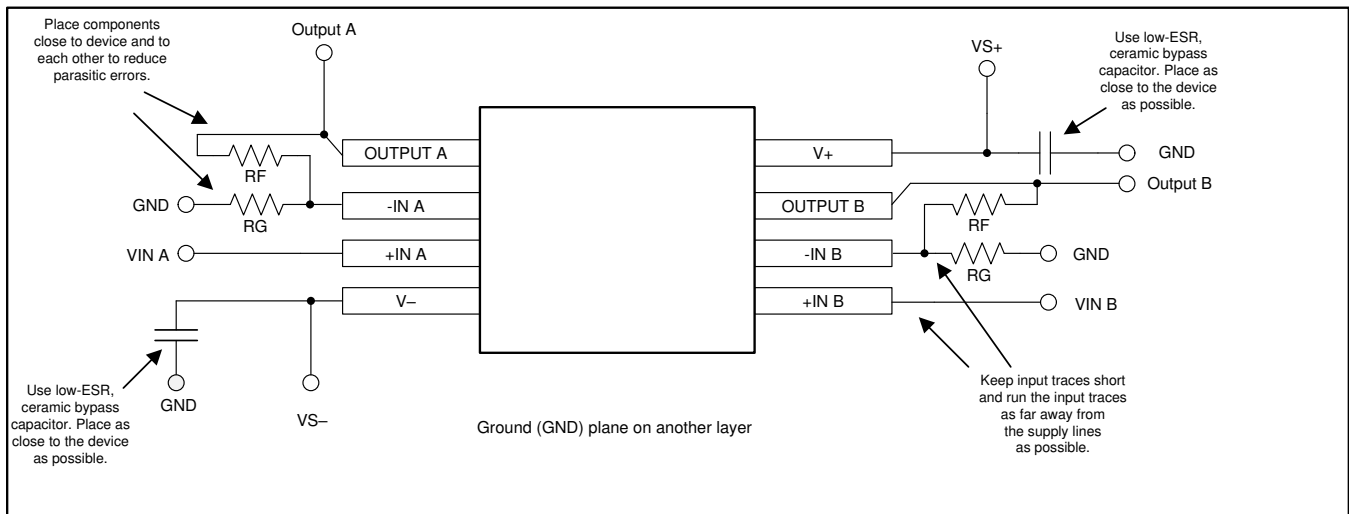 Place components
close to device and to
each other to reduce
parasitic errors.
Output A
VS+
Use low-ESR,
ceramic bypass
capacitor. Place as
close to the device
as possible.
OUTPUT A
V+
GND
RF
Output B
GND
-IN A
OUTPUT B
RG
RF
VIN A
+IN A
-IN B
GND
RG
V–
+IN B
VIN B
Use low-ESR,
ceramic bypass
capacitor. Place as
close to the device
as possible.
GND
VS–
Ground (GND) plane on another layer
Keep input traces short
and run the input traces
as far away from
the supply lines
as possible.